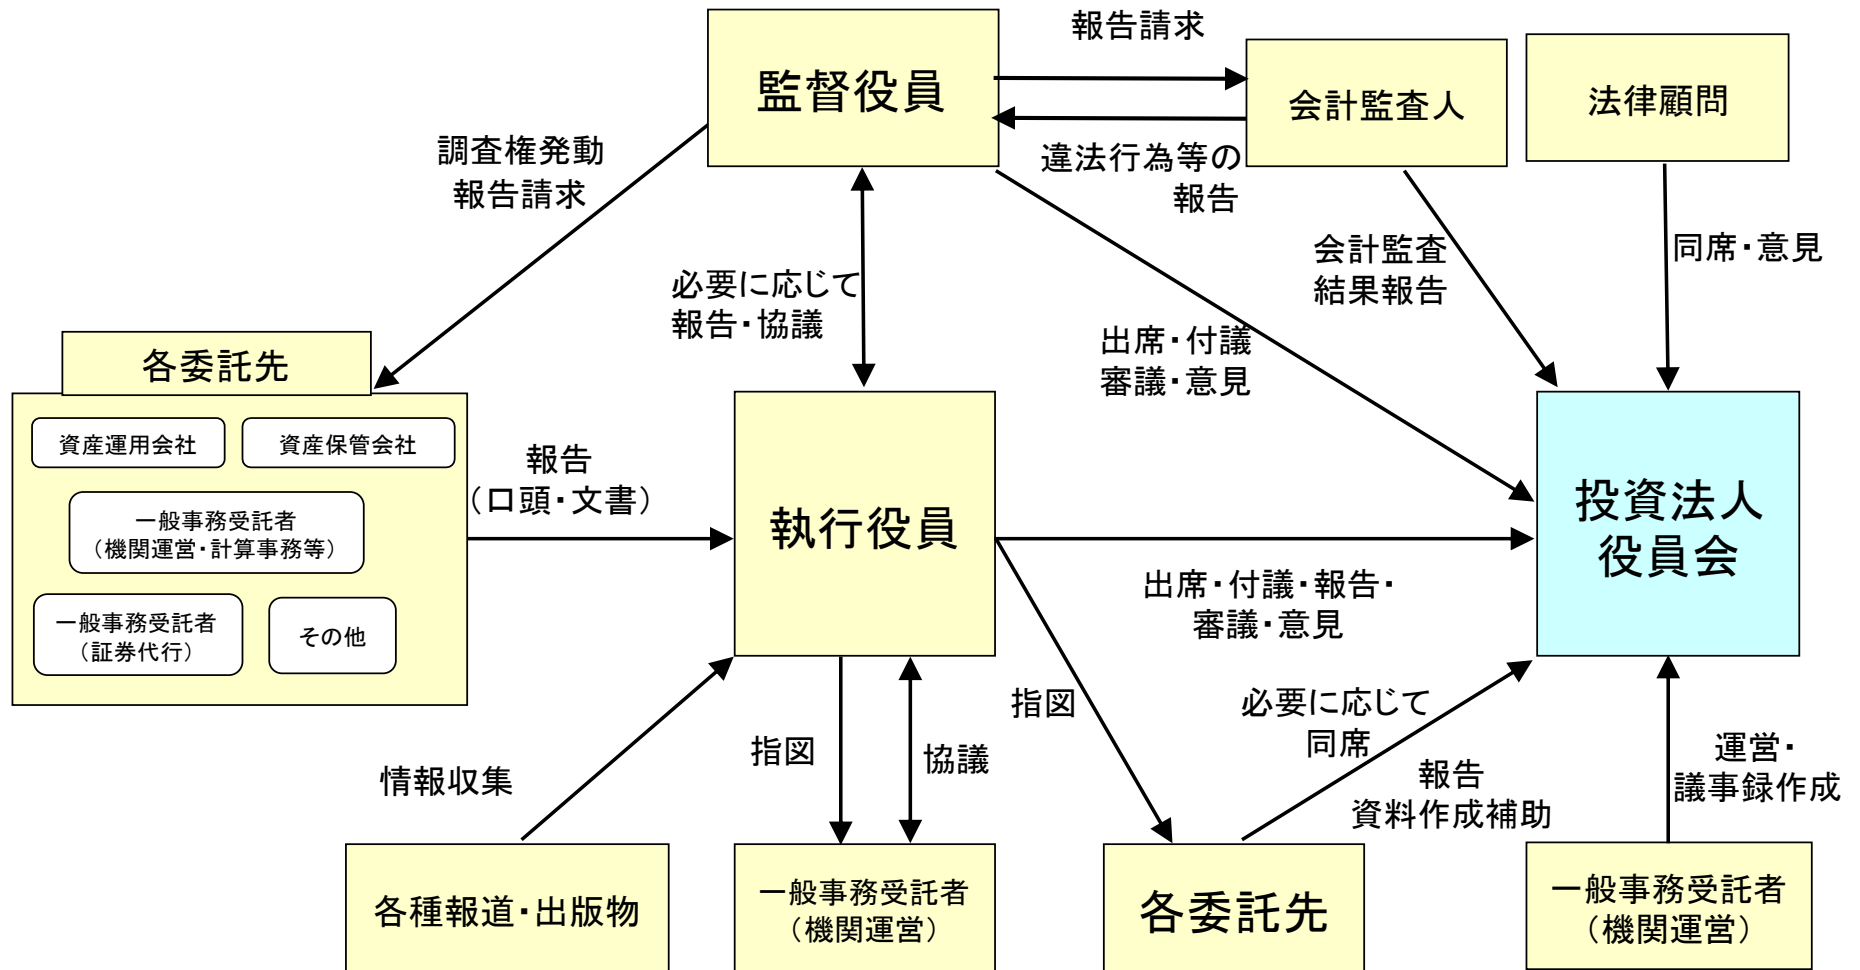 報告請求
監督役員
会計監査人
法律顧問
調査権発動
報告請求
違法行為等の
報告
必要に応じて
報告・協議
会計監査
結果報告
同席・意見
出席・付議
審議・意見
各委託先
資産運用会社
資産保管会社
一般事務受託者
（機関運営・計算事務等）
一般事務受託者
（証券代行）
その他
報告
（口頭・文書）
執行役員
投資法人
役員会
出席・付議・報告・
審議・意見
指図
協議
指図
必要に応じて
同席
報告
資料作成補助
運営・
議事録作成
情報収集
各種報道・出版物
一般事務受託者
（機関運営）
各委託先
一般事務受託者
（機関運営）